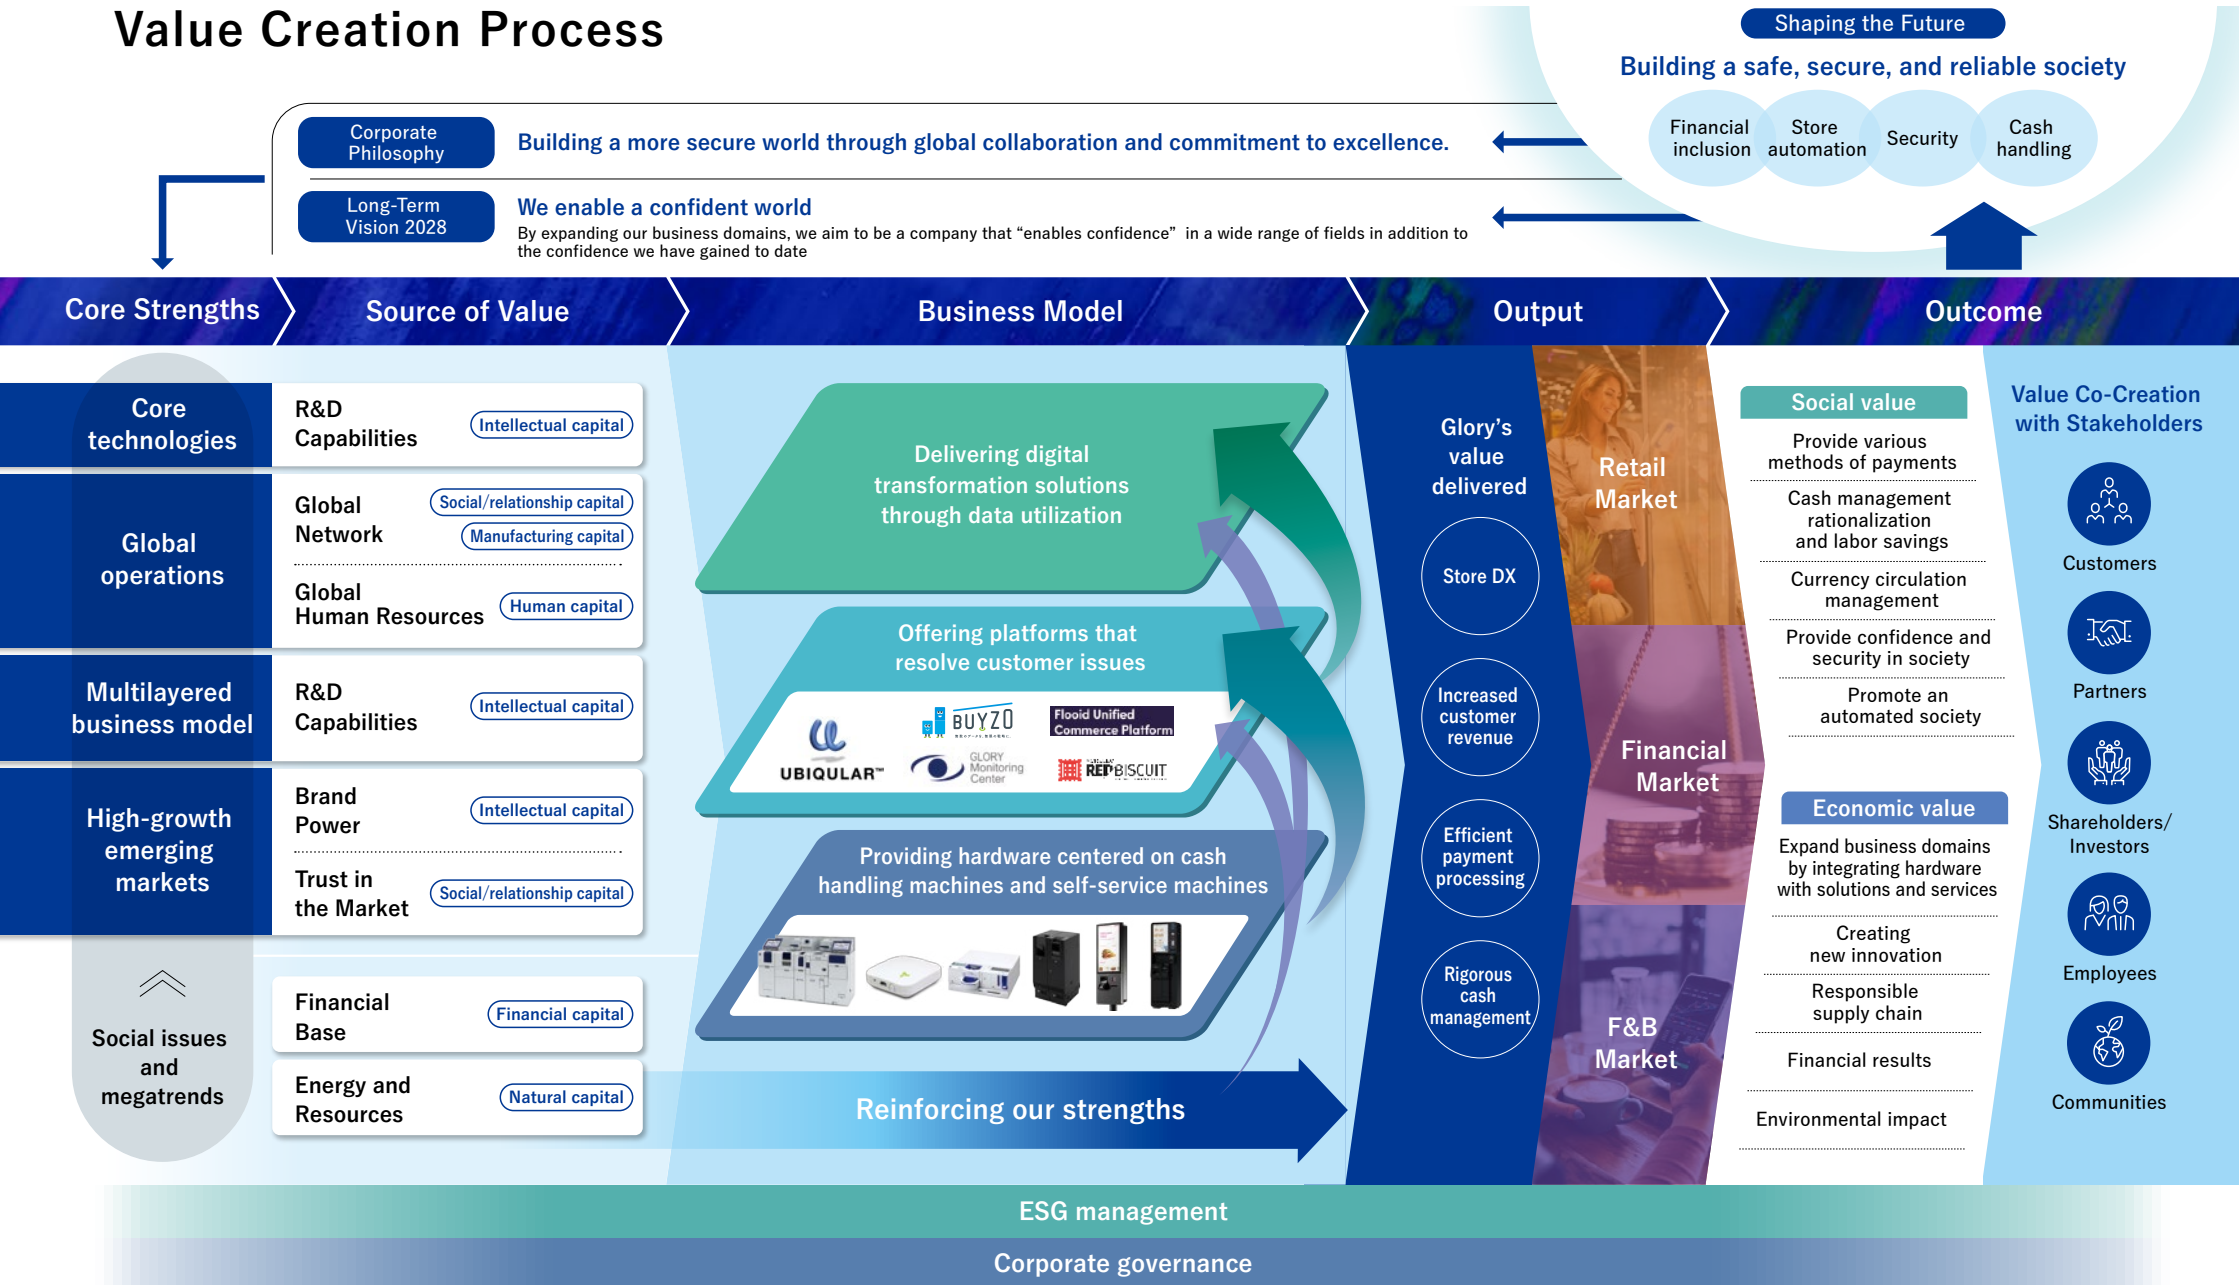 Value Creation Process
Shaping the Future
Building a safe, secure, and reliable society
Financial
inclusion
Store
automation
Security
Cash
handling
Corporate
Philosophy
Building a more secure world through global collaboration and commitment to excellence.
Long-Term
Vision 2028
We enable a confident world
By expanding our business domains, we aim to be a company that “enables confidence” in a wide range of fields in addition to
the confidence we have gained to date
Core Strengths
Source of Value
Business Model
Output
Outcome
Core
technologies
Global
operations
Multilayered
business model
High-growth
emerging
markets
Social issues
and
megatrends
R&D
Capabilities
Intellectual capital
Global
Network
Social/relationship capital
Manufacturing capital
Global
Human Resources
Human capital
R&D
Capabilities
Intellectual capital
Brand
Power
Intellectual capital
Trust in
the Market
Social/relationship capital
Financial
Base
Financial capital
Energy and
Resources
Natural capital
Delivering digital
transformation solutions
through data utilization
Offering platforms that
resolve customer issues
UBIQULAR™
BUYZO
Flooid Unified
Commerce Platform
GLORY
Monitoring
Center
BISCUIT
Providing hardware centered on cash
handling machines and self-service machines
Reinforcing our strengths
Glory’s
value
delivered
Store DX
Increased
customer
revenue
Efficient
payment
processing
Rigorous
cash
management
Retail
Market
Financial
Market
F&B
Market
Social value
Provide various
methods of payments
Cash management
rationalization
and labor savings
Currency circulation
management
Provide confidence and
security in society
Promote an
automated society
Economic value
Expand business domains
by integrating hardware
with solutions and services
Creating
new innovation
Responsible
supply chain
Financial results
Environmental impact
Value Co-Creation
with Stakeholders
Customers
Partners
Shareholders/
Investors
Employees
Communities
ESG management
Corporate governance